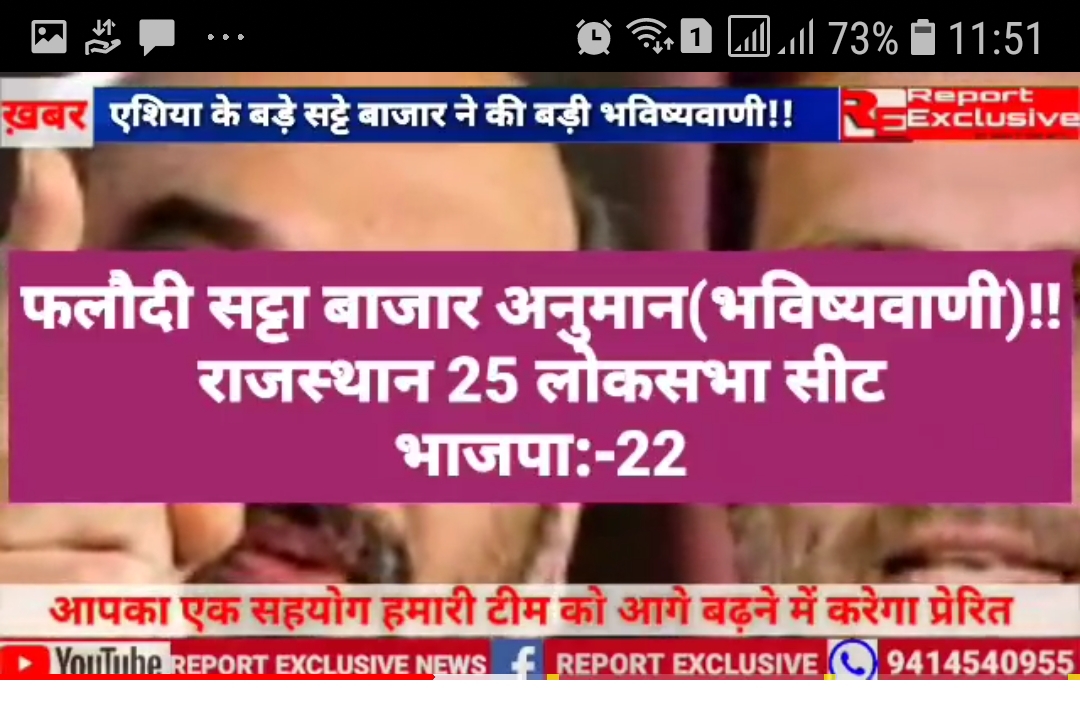 73% 11:51
ख़बर एशिया के बड़े सट्टे बाजार ने की बड़ी भविष्यवाणी!! Report
Exclusive
फलौदी सट्टा बाजार अनुमान(भविष्यवाणी)!!
राजस्थान 25 लोकसभा सीट
भाजपा:-22
आपका एक सहयोग हमारी टीम को आगे बढ़ने में करेगा प्रेरित
YouTube REPORT EXCLUSIVE NEWS f REPORT EXCLUSIVE 9414540955